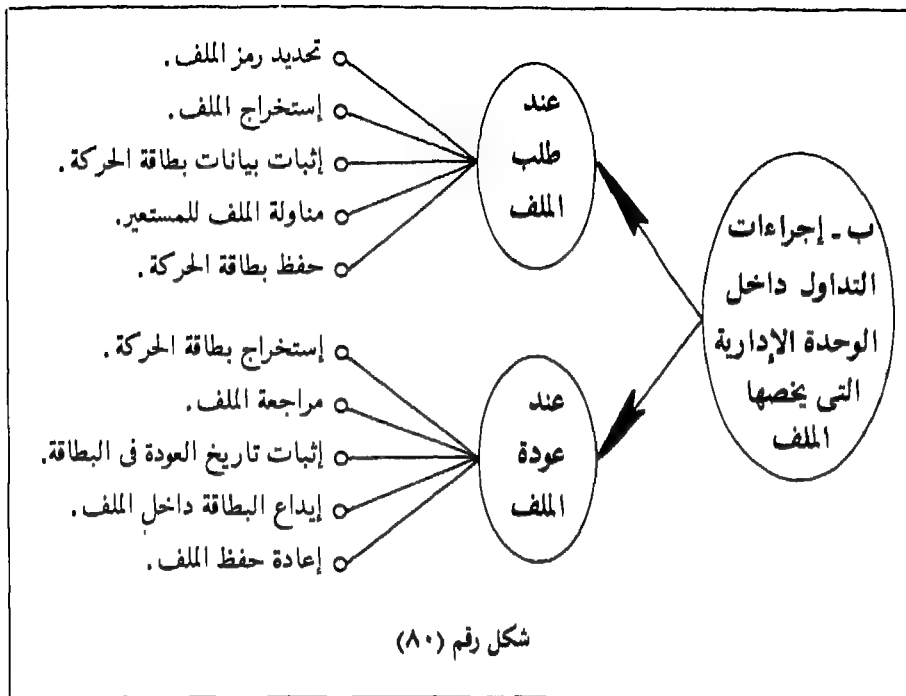 ب ـ إجراءات
التداول داخل
الوحدة الإدارية
التى يخصها
الملف
عند
طلب
الملف
تحديد رمز الملف.
إستخراج الملف.
إثبات بيانات بطاقة الحركة.
مناولة الملف للمستعير.
حفظ بطاقة الحركة.
عند
عودة
الملف
إستخراج بطاقة الحركة.
مراجعة الملف.
إثبات تاريخ العودة فى البطاقة.
إيداع البطاقة داخل الملف.
إعادة حفظ الملف.
شكل رقم (٨٠)